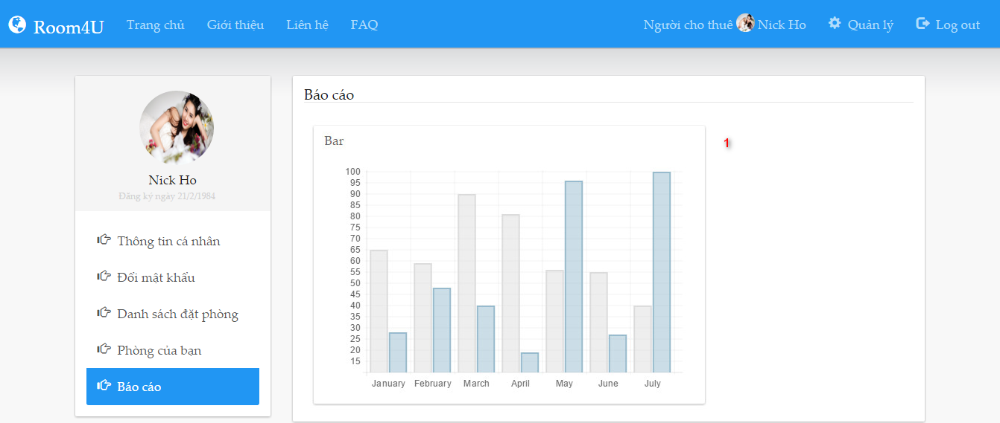 Room4U Trang chủ Giới thiệu Liên hệ FAQ Người cho thuê Nick Ho Quản lý Log out
Nick Ho
Đăng ký ngày 21/2/1984
Thông tin cá nhân
Đổi mật khẩu
Danh sách đặt phòng
Phòng của bạn
Báo cáo
Báo cáo
Bar
1
100
95
90
85
80
75
70
65
60
55
50
45
40
35
30
25
20
15
January February March April May June July